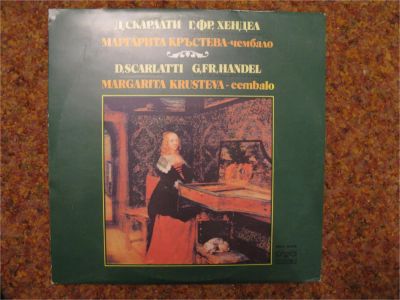 Д.СКАРЛАТИ Г.ФР. ХЕНДЕЛ
МАРГАРИТА КРЪСТЕВА-чембало
D.SCARLATTI G.FR.HANDEL
MARGARITA KRUSTEVA-cembalo